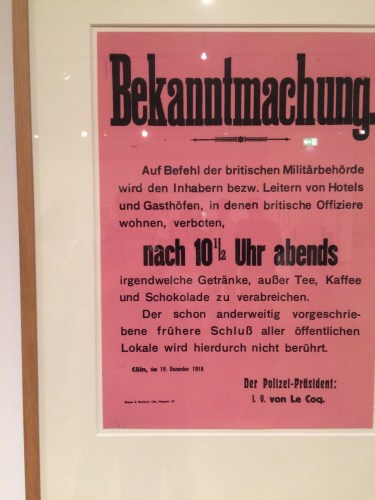 Bekanntmachung.
Auf Befehl der britischen Militärbehörde
wird den Inhabern bezw. Leitern von Hotels
und Gasthöfen, in denen britische Offiziere
wohnen, verboten,
nach 10½ Uhr abends
irgendwelche Getränke, außer Tee, Kaffee
und Schokolade zu verabreichen.
Der schon anderweitig vorgeschrie-
bene frühere Schluß aller öffentlichen
Lokale wird hierdurch nicht berührt.
Cöln, den 19. Dezember 1918.
Der Polizei-Präsident:
I. V. von Le Coq.